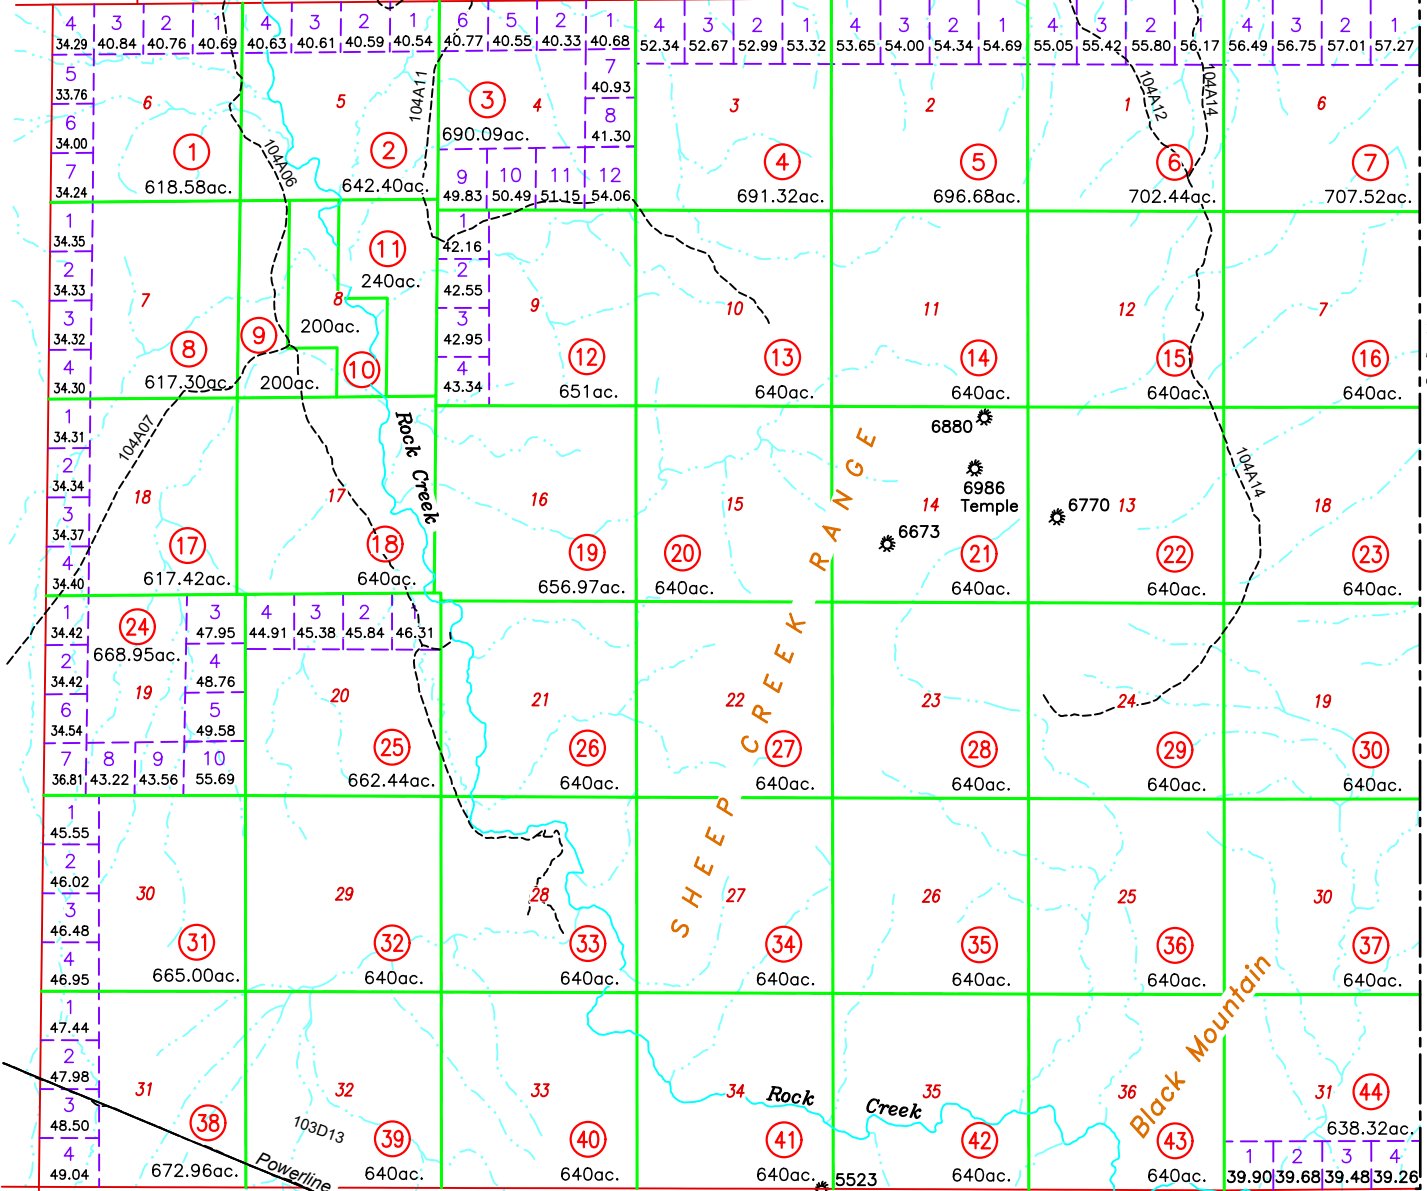 4 3 2 1 4 3 2 1 6 5 2 1 4 3 2 1 4 3 2 1 4 3 2 1 4 3 2 1
34.29 40.84 40.76 40.69 40.63 40.61 40.59 40.54 40.77 40.55 40.33 40.68 52.34 52.67 52.99 53.32 53.65 54.00 54.34 54.69 55.05 55.42 55.80 56.17 56.49 56.75 57.01 57.27
5 7
33.76 40.93
6 5 104A11 3 4 3 2 1 104A12 104A14 6
6 690.09ac. 8
34.00 41.30
1 104A06 2 4 5 6 7
7 9 10 11 12
34.24 618.58ac. 642.40ac. 49.83 50.49 51.15 54.06 691.32ac. 696.68ac. 702.44ac. 707.52ac.
1 1
34.35 11 42.16
2 240ac. 2
34.33 42.55
7 8 9 10 11 12 7
3 200ac. 3
34.32 9 42.95
8 10 12 13 14 15 16
4 4
34.30 617.30ac. 200ac. 43.34 651ac. 640ac. 640ac. 640ac. 640ac.
1
34.31 104A07 Rock Creek 6880 104A14
2
34.34 6986
Temple
18 17 16 15 14 6770 13 18
3 6673
34.37
17 18 19 20 21 22 23
4
34.40 617.42ac. 640ac. 656.97ac. 640ac. 640ac. 640ac. 640ac.
1 24 3 4 3 2 1
34.42 47.95 44.91 45.38 45.84 46.31
668.95ac.
2 4
34.42 48.76
19 20 21 22 23 24 19
6 5
34.54 49.58
7 8 9 10 25 26 27 28 29 30
36.81 43.22 43.56 55.69 662.44ac. 640ac. 640ac. 640ac. 640ac. 640ac.
SHEEP CREEK RANGE
1
45.55
2
46.02
30 29 28 27 26 25 30
3
46.48
31 32 33 34 35 36 37
4
46.95 665.00ac. 640ac. 640ac. 640ac. 640ac. 640ac. 640ac.
1
47.44
Black Mountain
2
47.98
31 32 33 34 35 36 31
Rock Creek
3 44
48.50 38 103D13 638.32ac.
39 40 41 42 43
4 1 2 3 4
49.04 672.96ac. Powerline 640ac. 640ac. 640ac. 640ac. 640ac. 39.90 39.68 39.48 39.26
5523